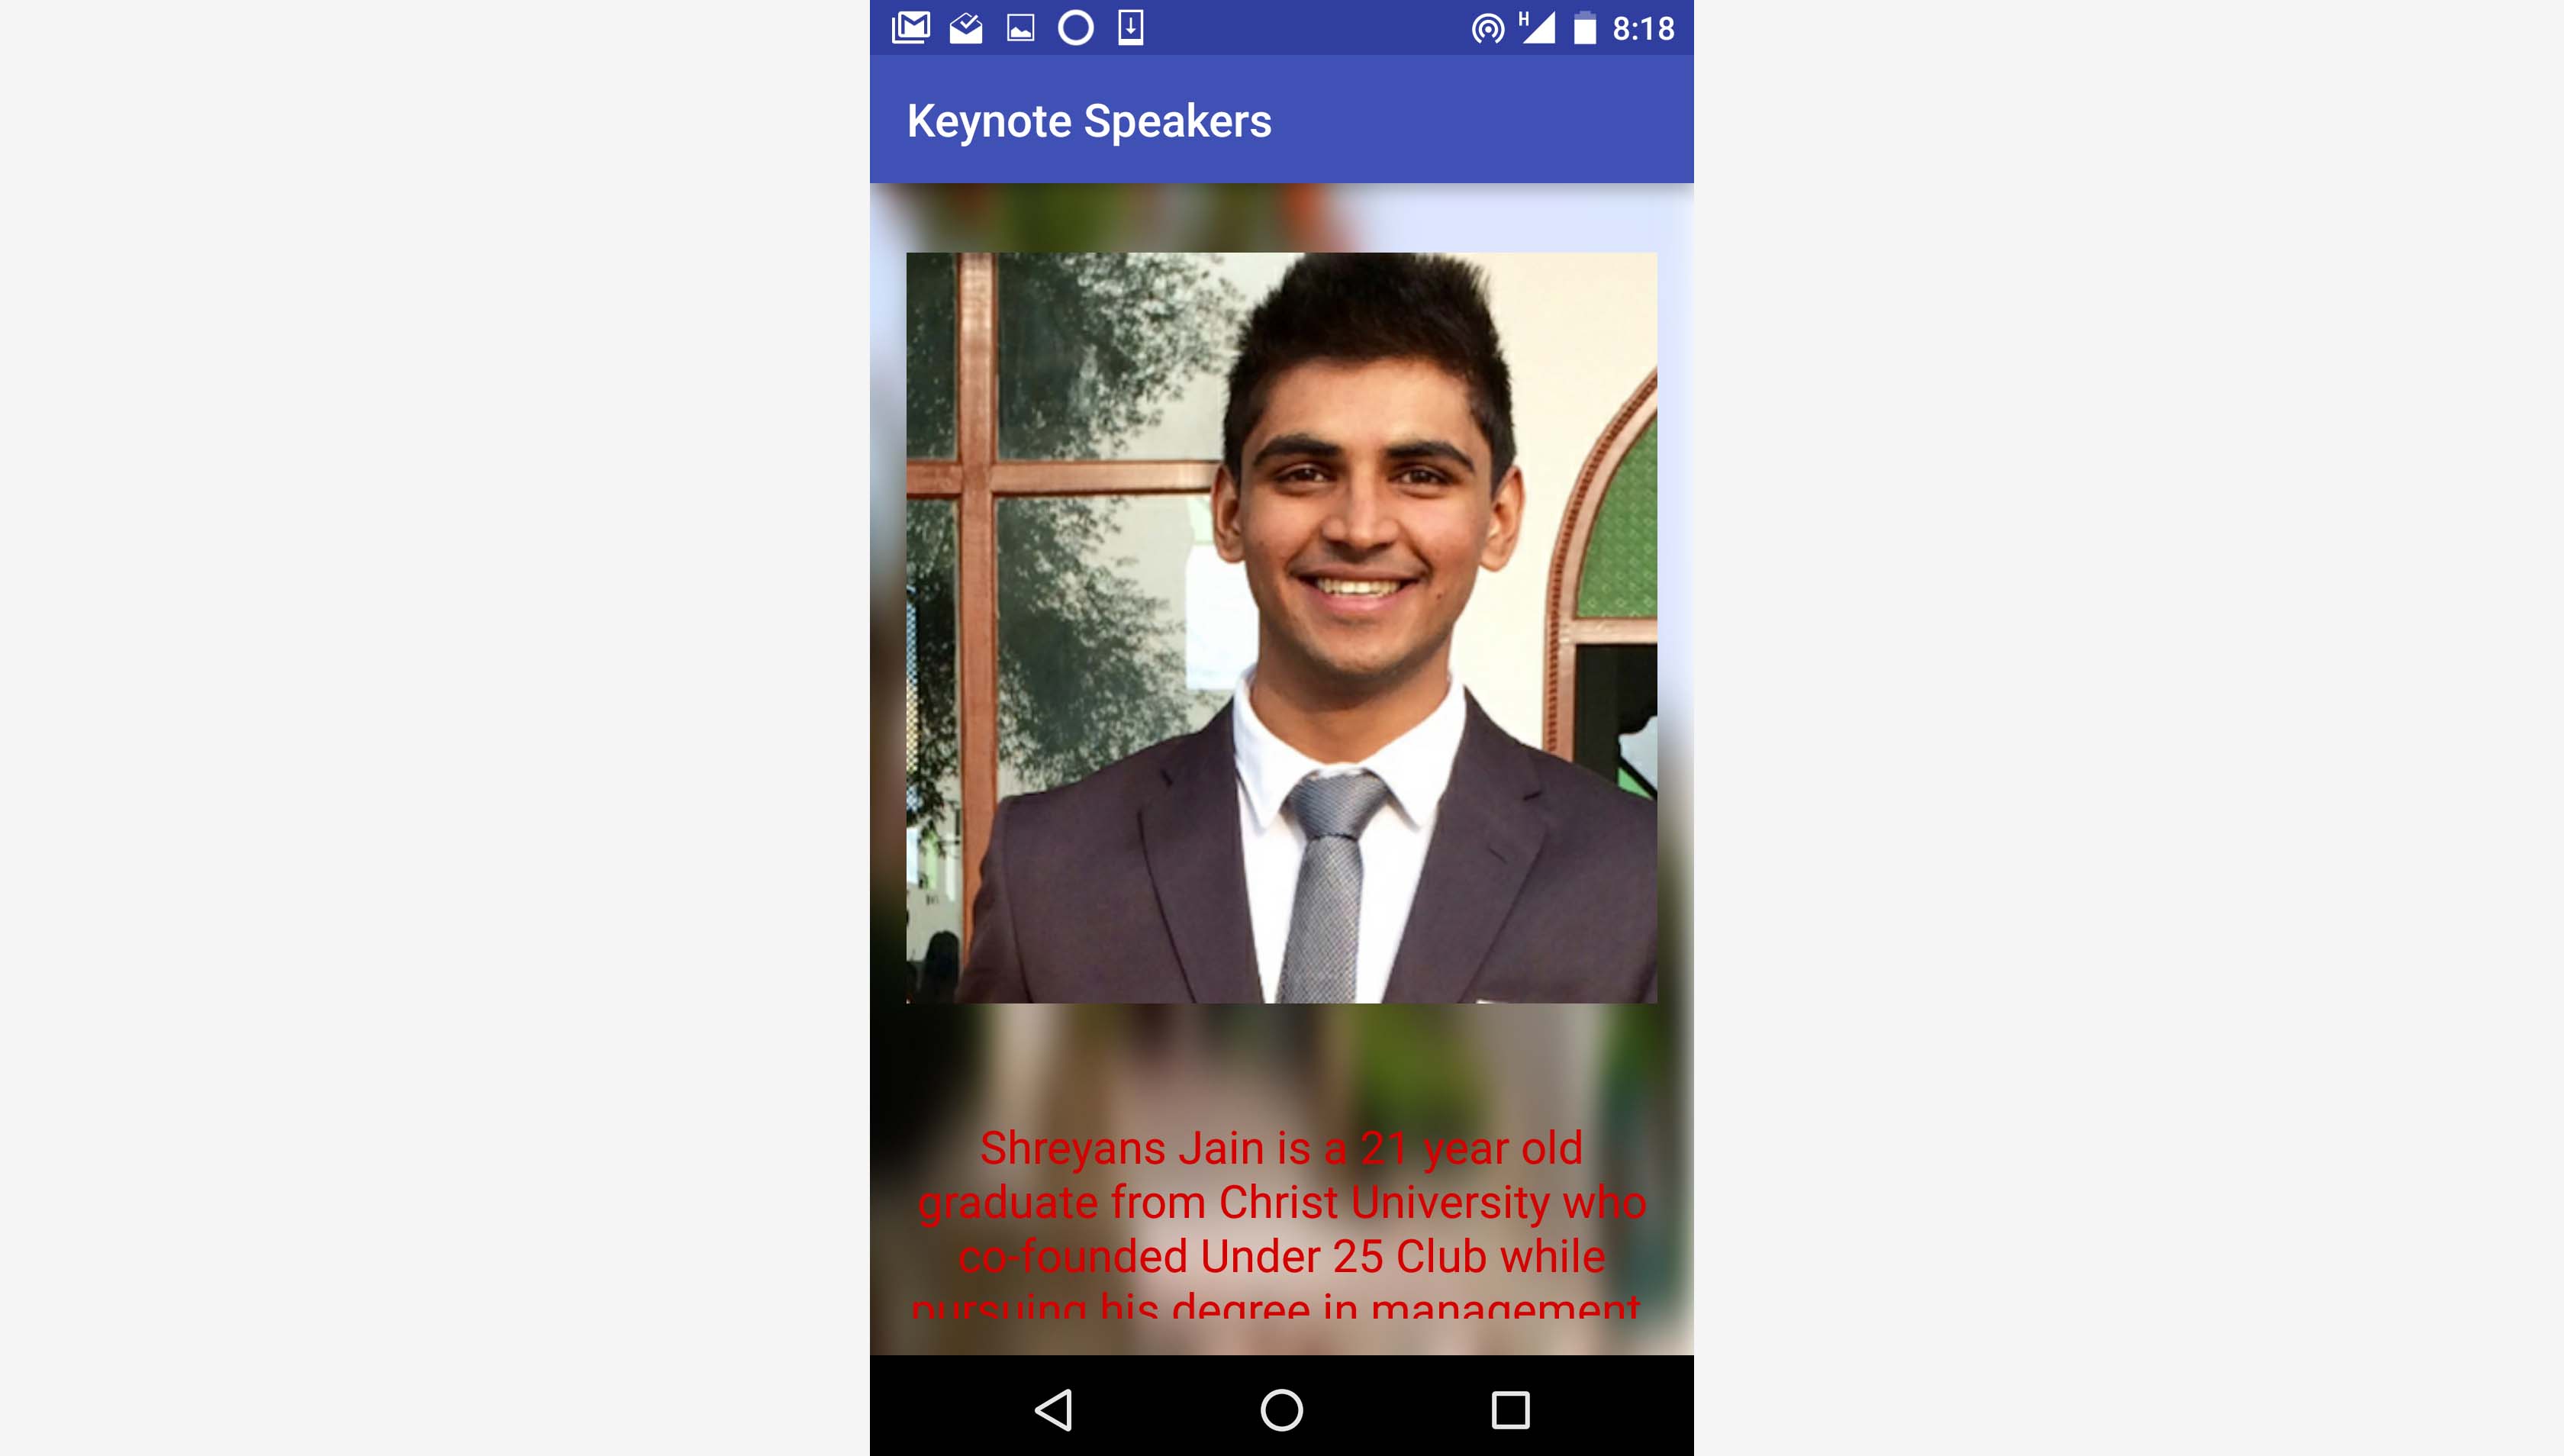 H 8:18
Keynote Speakers
Shreyans Jain is a 21 year old
graduate from Christ University who
co-founded Under 25 Club while
pursuing his degree in management